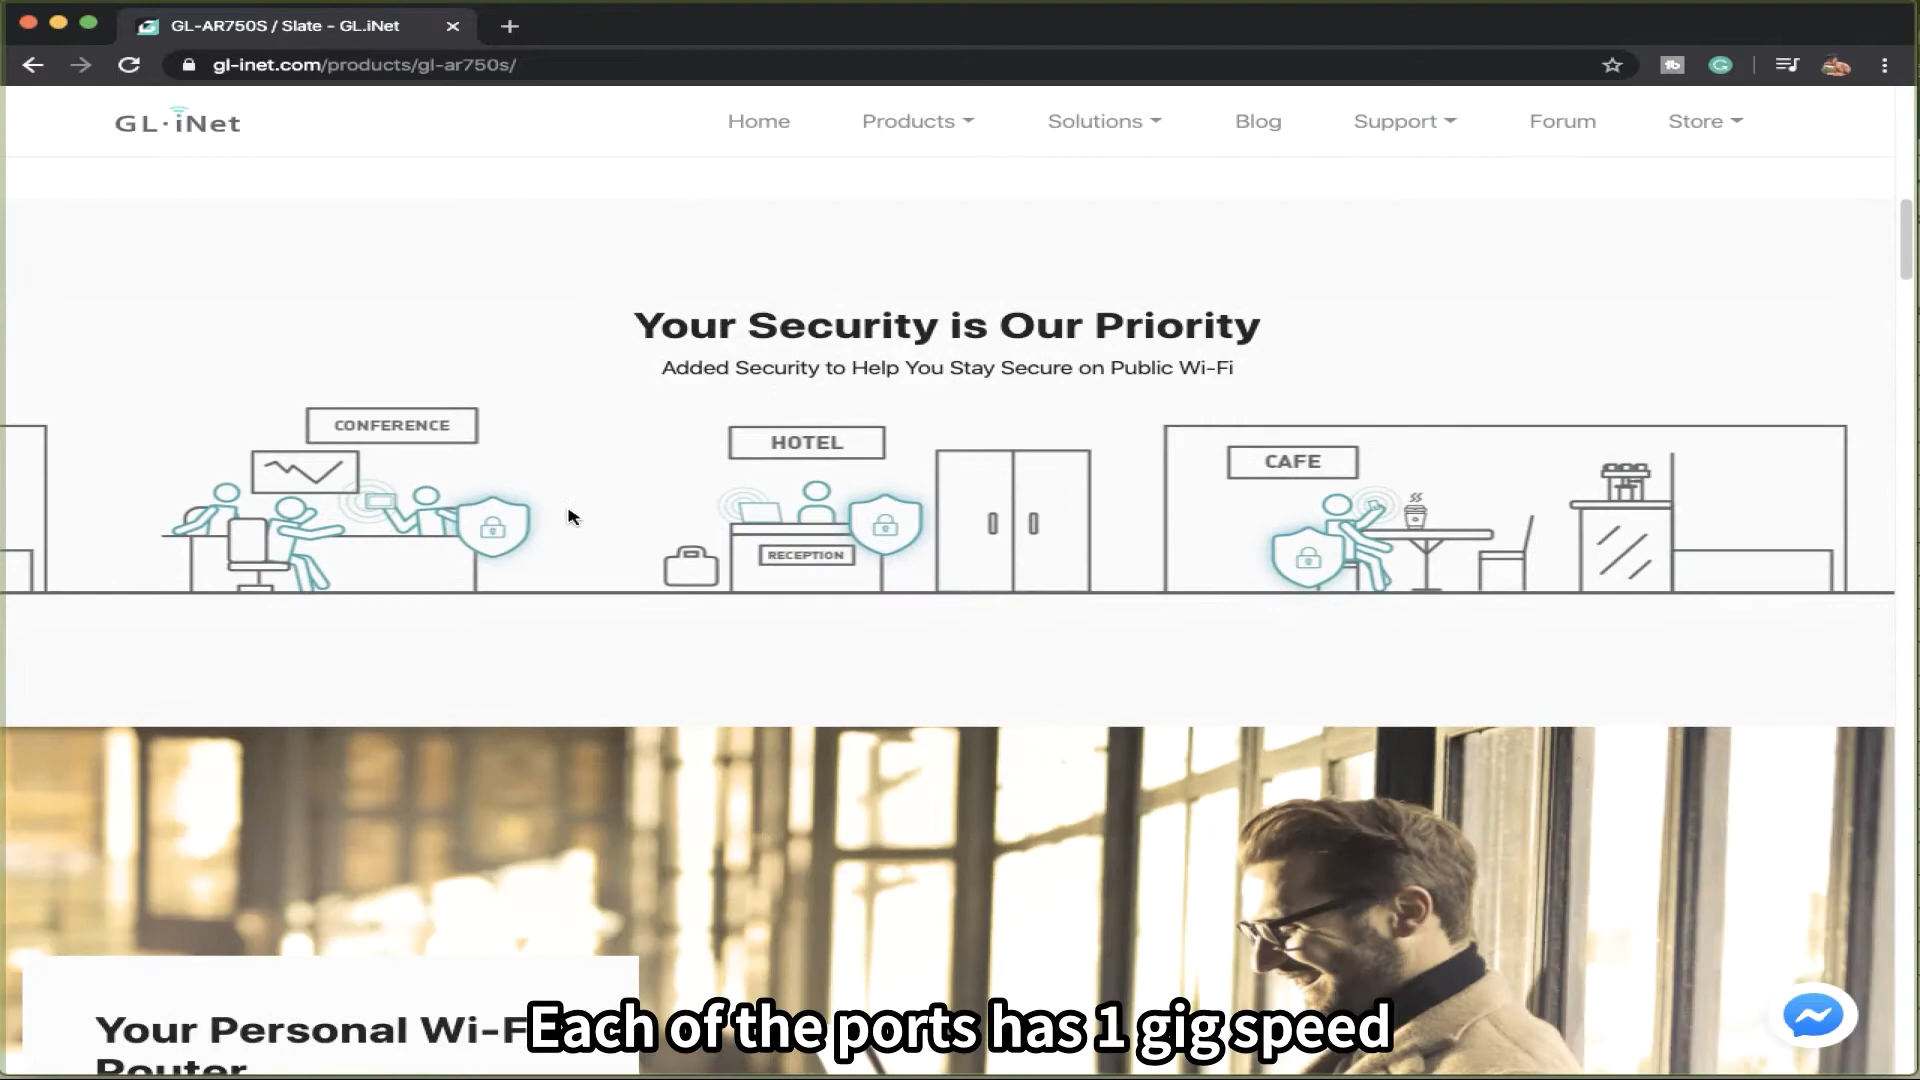 GL-AR750S / Slate - GL.iNet
gl-inet.com/products/gl-ar750s/
GL·iNet
Home
Products
Solutions
Blog
Support
Forum
Store
Your Security is Our Priority
Added Security to Help You Stay Secure on Public Wi-Fi
CONFERENCE
HOTEL
CAFE
RECEPTION
Your Personal Wi-F
Router
Each of the ports has 1 gig speed